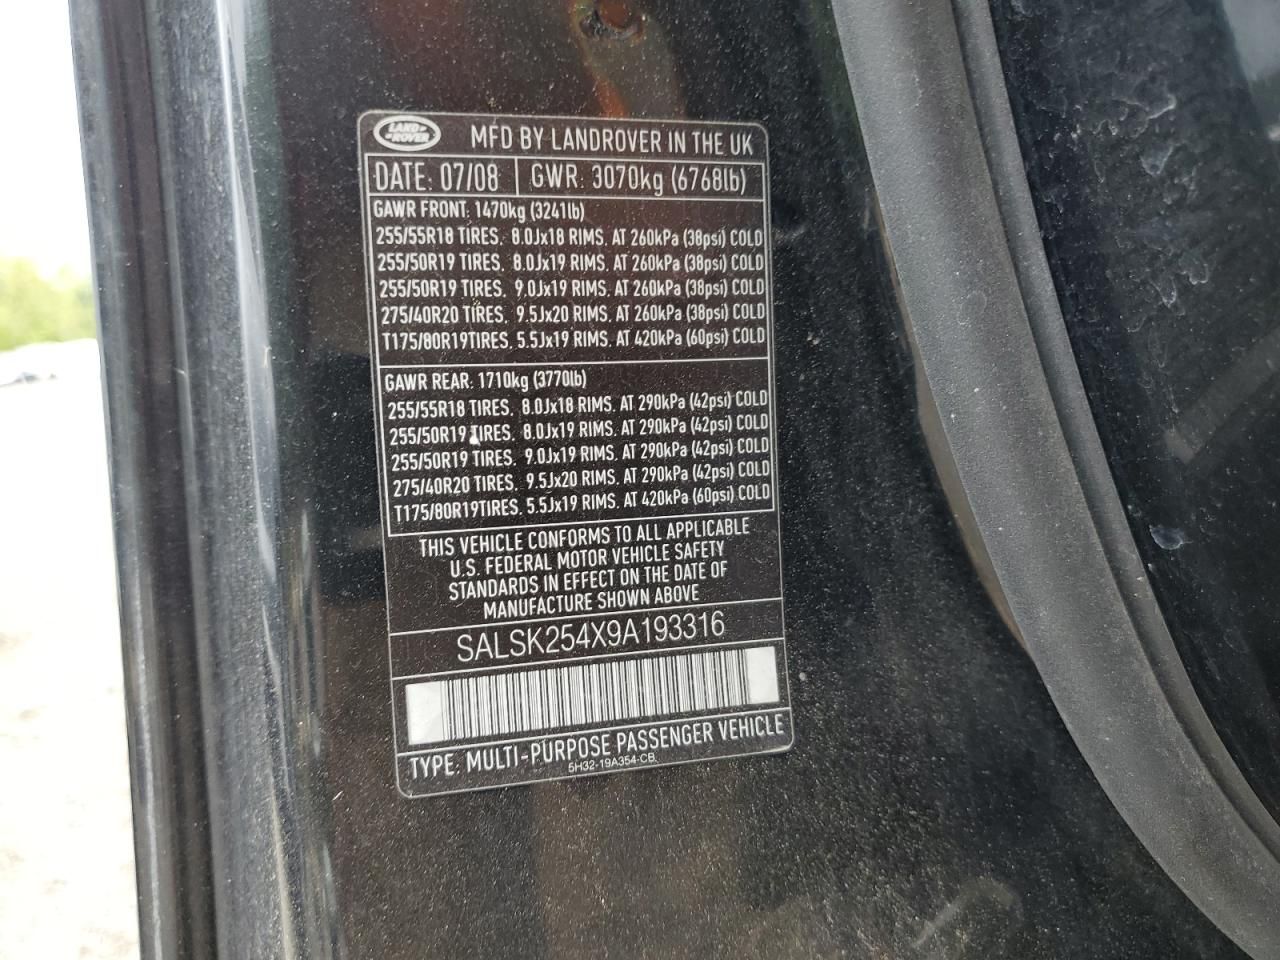 LAND-
-ROVER
MFD BY LANDROVER IN THE UK
DATE: 07/08 GWR: 3070kg (6768lb)
GAWR FRONT: 1470kg (3241lb)
255/55R18 TIRES. 8.0Jx18 RIMS. AT 260kPa (38psi) COLD
255/50R19 TIRES. 8.0Jx19 RIMS. AT 260kPa (38psi) COLD
255/50R19 TIRES. 9.0Jx19 RIMS. AT 260kPa (38psi) COLD
275/40R20 TIRES. 9.5Jx20 RIMS. AT 260kPa (38psi) COLD
T175/80R19TIRES. 5.5Jx19 RIMS. AT 420kPa (60psi) COLD
GAWR REAR: 1710kg (3770lb)
255/55R18 TIRES. 8.0Jx18 RIMS. AT 290kPa (42psi) COLD
255/50R19 TIRES. 8.0Jx19 RIMS. AT 290kPa (42psi) COLD
255/50R19 TIRES. 9.0Jx19 RIMS. AT 290kPa (42psi) COLD
275/40R20 TIRES. 9.5Jx20 RIMS. AT 290kPa (42psi) COLD
T175/80R19TIRES. 5.5Jx19 RIMS. AT 420kPa (60psi) COLD
THIS VEHICLE CONFORMS TO ALL APPLICABLE
U.S. FEDERAL MOTOR VEHICLE SAFETY
STANDARDS IN EFFECT ON THE DATE OF
MANUFACTURE SHOWN ABOVE
SALSK254X9A193316
TYPE: MULTI-PURPOSE PASSENGER VEHICLE
5H32-19A354-CB